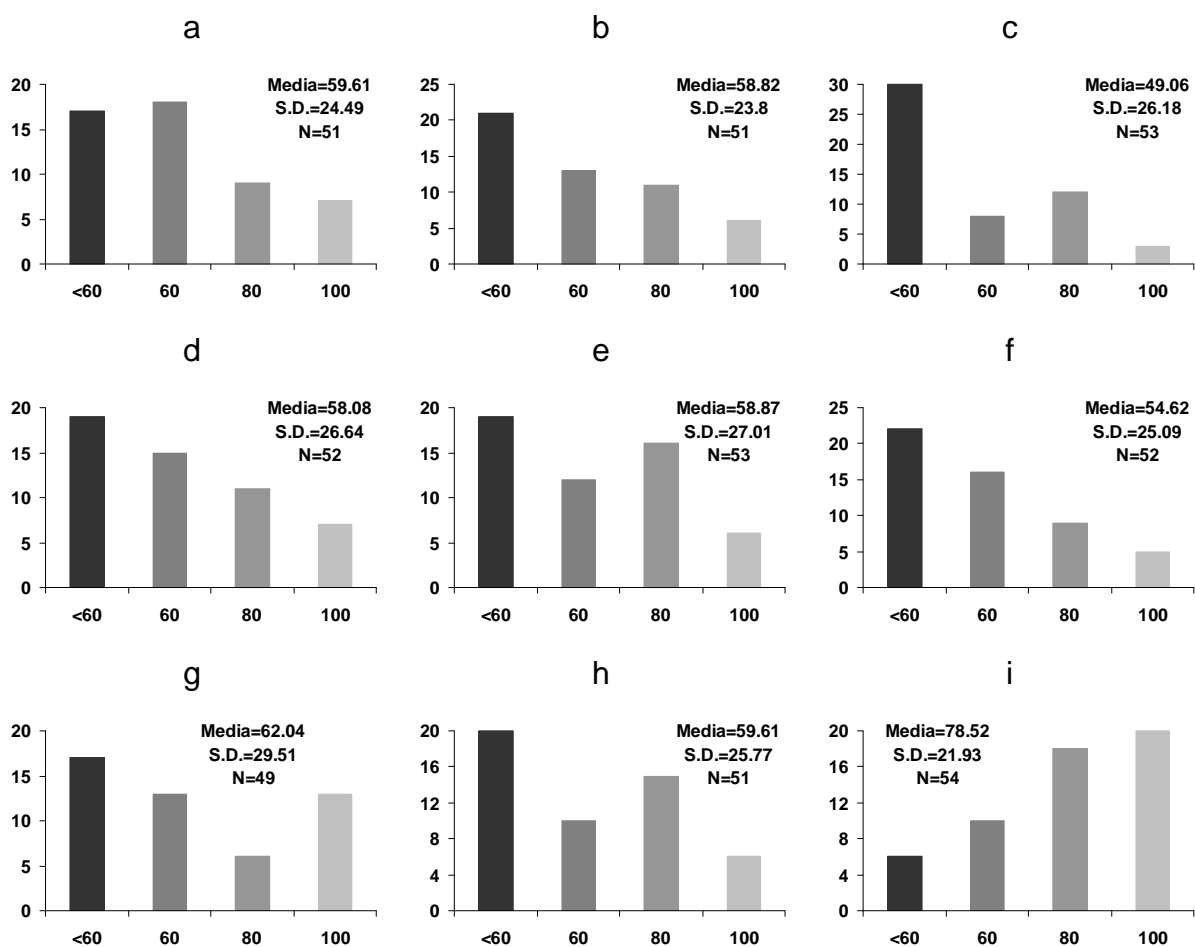 a
20
15
10
5
0
Media=59.61
S.D.=24.49
N=51
<60 60 80 100
b
25
20
15
10
5
0
Media=58.82
S.D.=23.8
N=51
<60 60 80 100
c
30
25
20
15
10
5
0
Media=49.06
S.D.=26.18
N=53
<60 60 80 100
d
20
15
10
5
0
Media=58.08
S.D.=26.64
N=52
<60 60 80 100
e
20
15
10
5
0
Media=58.87
S.D.=27.01
N=53
<60 60 80 100
f
25
20
15
10
5
0
Media=54.62
S.D.=25.09
N=52
<60 60 80 100
g
20
15
10
5
0
Media=62.04
S.D.=29.51
N=49
<60 60 80 100
h
20
16
12
8
4
0
Media=59.61
S.D.=25.77
N=51
<60 60 80 100
i
20
16
12
8
4
0
Media=78.52
S.D.=21.93
N=54
<60 60 80 100